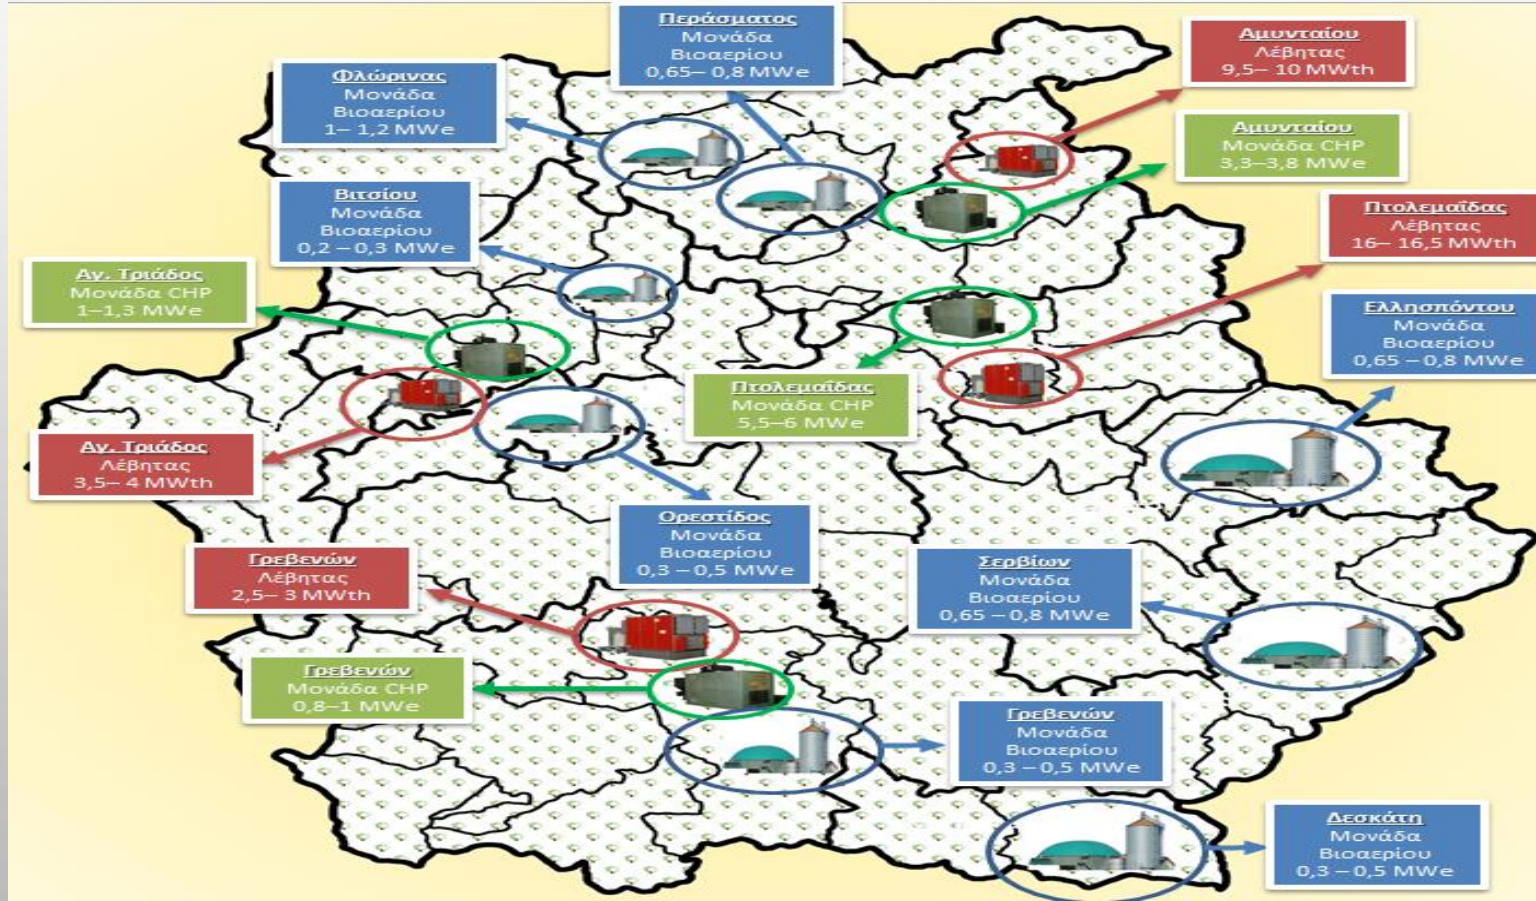 Περάσματος
Μονάδα
Βιοαερίου
0,65– 0,8 MWe
Αμυνταίου
Λέβητας
9,5– 10 MWth
Φλώρινας
Μονάδα
Βιοαερίου
1– 1,2 MWe
Αμυνταίου
Μονάδα CHP
3,3–3,8 MWe
Βιτσίου
Μονάδα
Βιοαερίου
0,2 – 0,3 MWe
Πτολεμαΐδας
Λέβητας
16– 16,5 MWth
Αγ. Τριάδος
Μονάδα CHP
1–1,3 MWe
Ελλησπόντου
Μονάδα
Βιοαερίου
0,65 – 0,8 MWe
Πτολεμαΐδας
Μονάδα CHP
5,5–6 MWe
Αγ. Τριάδος
Λέβητας
3,5– 4 MWth
Ορεστίδος
Μονάδα
Βιοαερίου
0,3 – 0,5 MWe
Γρεβενών
Λέβητας
2,5– 3 MWth
Σερβίων
Μονάδα
Βιοαερίου
0,65 – 0,8 MWe
Γρεβενών
Μονάδα CHP
0,8–1 MWe
Γρεβενών
Μονάδα
Βιοαερίου
0,3 – 0,5 MWe
Δεσκάτη
Μονάδα
Βιοαερίου
0,3 – 0,5 MWe